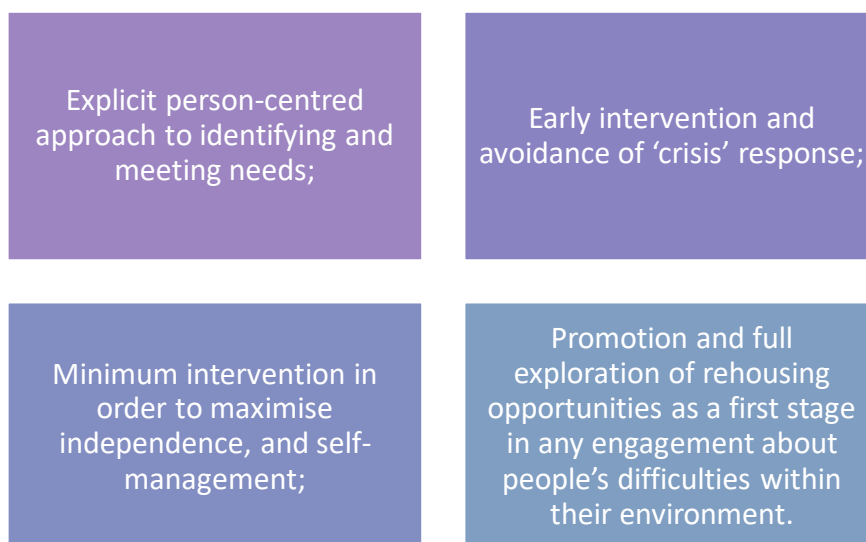 Explicit person-centred
approach to identifying and
meeting needs;
Early intervention and
avoidance of ‘crisis’ response;
Minimum intervention in
order to maximise
independence, and self-
management;
Promotion and full
exploration of rehousing
opportunities as a first stage
in any engagement about
people’s difficulties within
their environment.